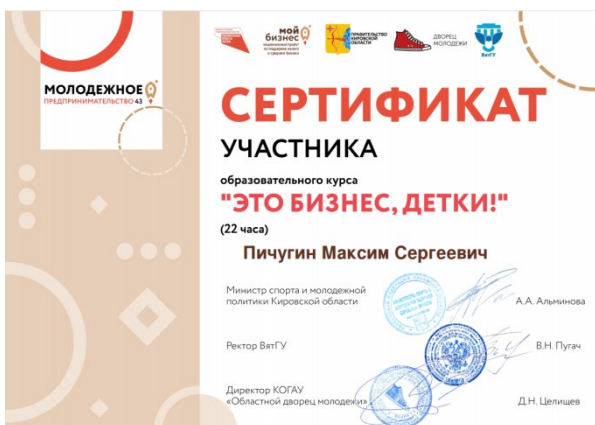 мой
бизнес
ПРАВИТЕЛЬСТВО
КИРОВСКОЙ
ОБЛАСТИ
ДВОРЕЦ
МОЛОДЕЖИ
ВятГУ
МОЛОДЕЖНОЕ
ПРЕДПРИНИМАТЕЛЬСТВО 43
СЕРТИФИКАТ
УЧАСТНИКА
образовательного курса
"ЭТО БИЗНЕС, ДЕТКИ!"
(22 часа)
Пичугин Максим Сергеевич
Министр спорта и молодежной
политики Кировской области
А.А. Альминова
Ректор ВятГУ
В.Н. Пугач
Директор КОГАУ
«Областной дворец молодежи»
Д.Н. Целищев